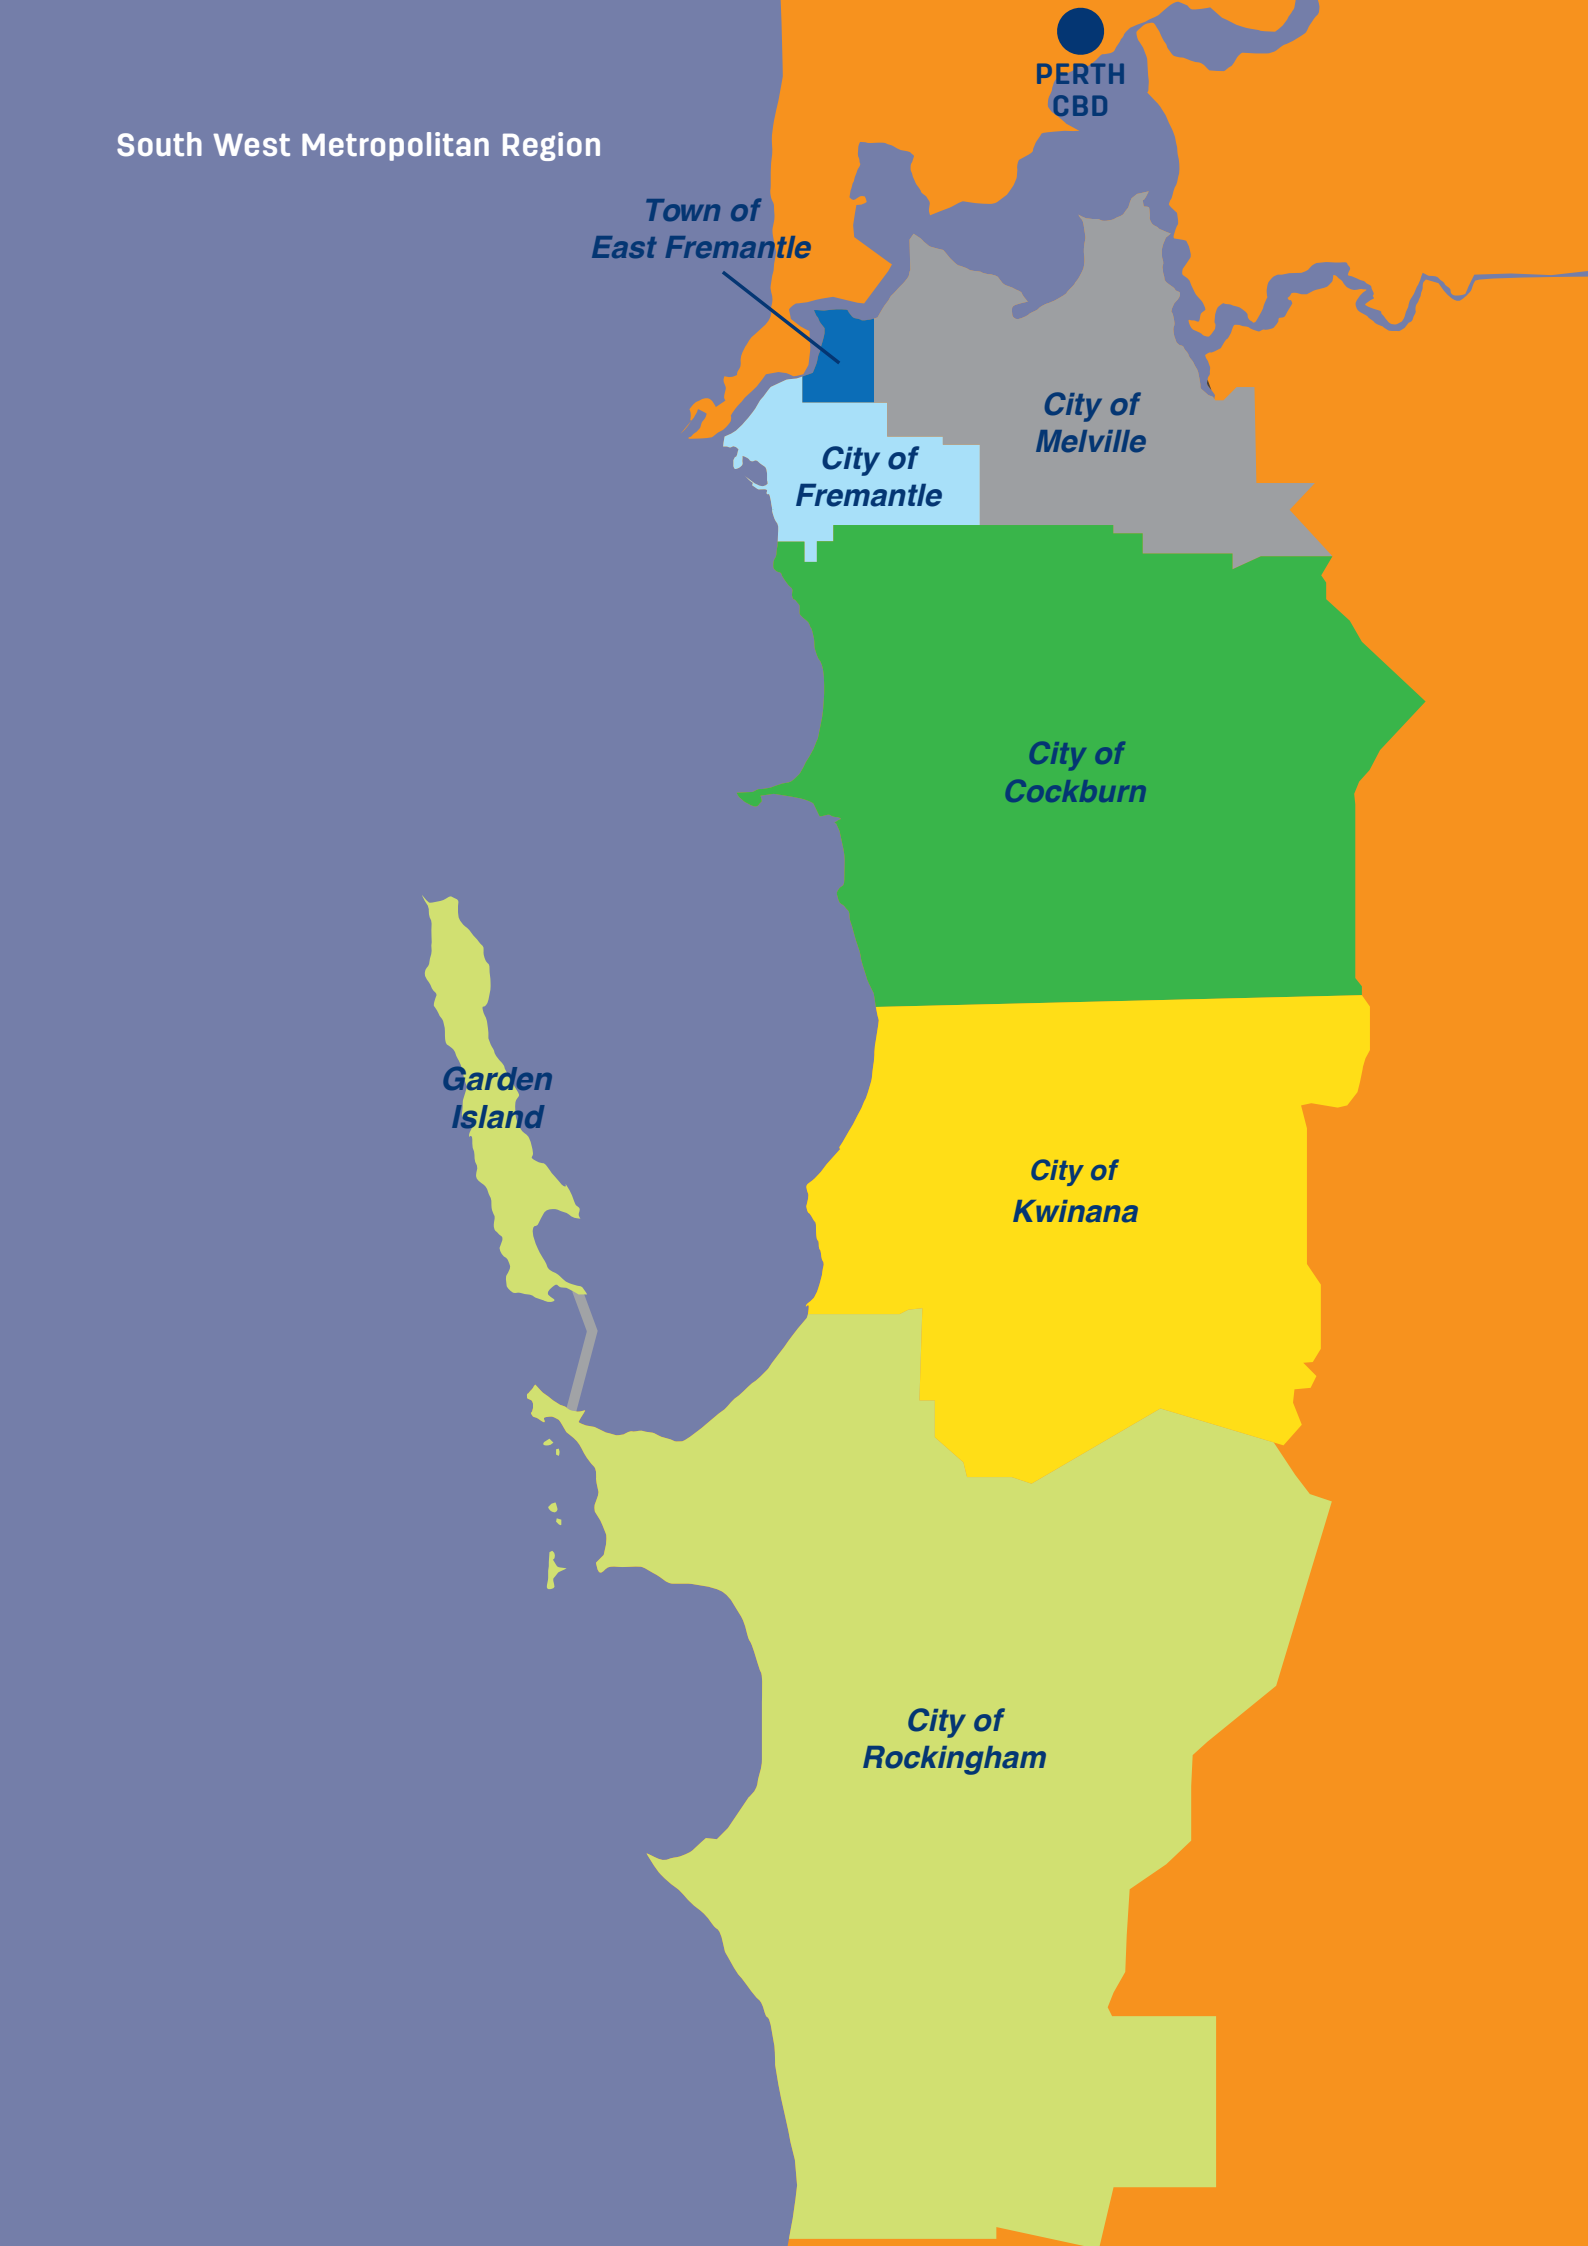 PERTH
CBD
South West Metropolitan Region
Town of
East Fremantle
City of
Melville
City of
Fremantle
City of
Cockburn
Garden
Island
City of
Kwinana
City of
Rockingham